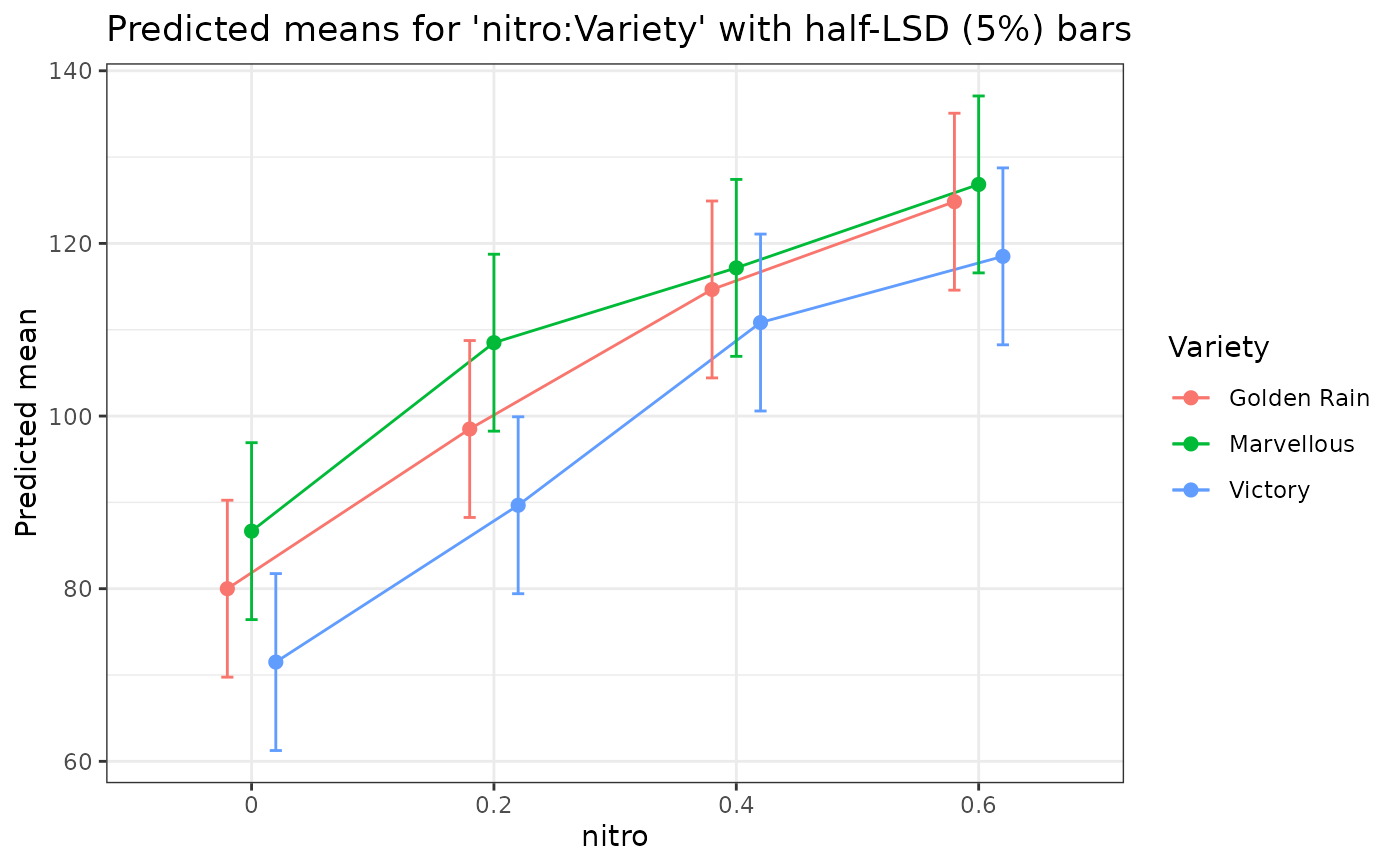 Predicted means for 'nitro:Variety' with half-LSD (5%) bars
140
120
100
80
60
Predicted mean
0 0.2 0.4 0.6
nitro
Variety
Golden Rain
Marvellous
Victory